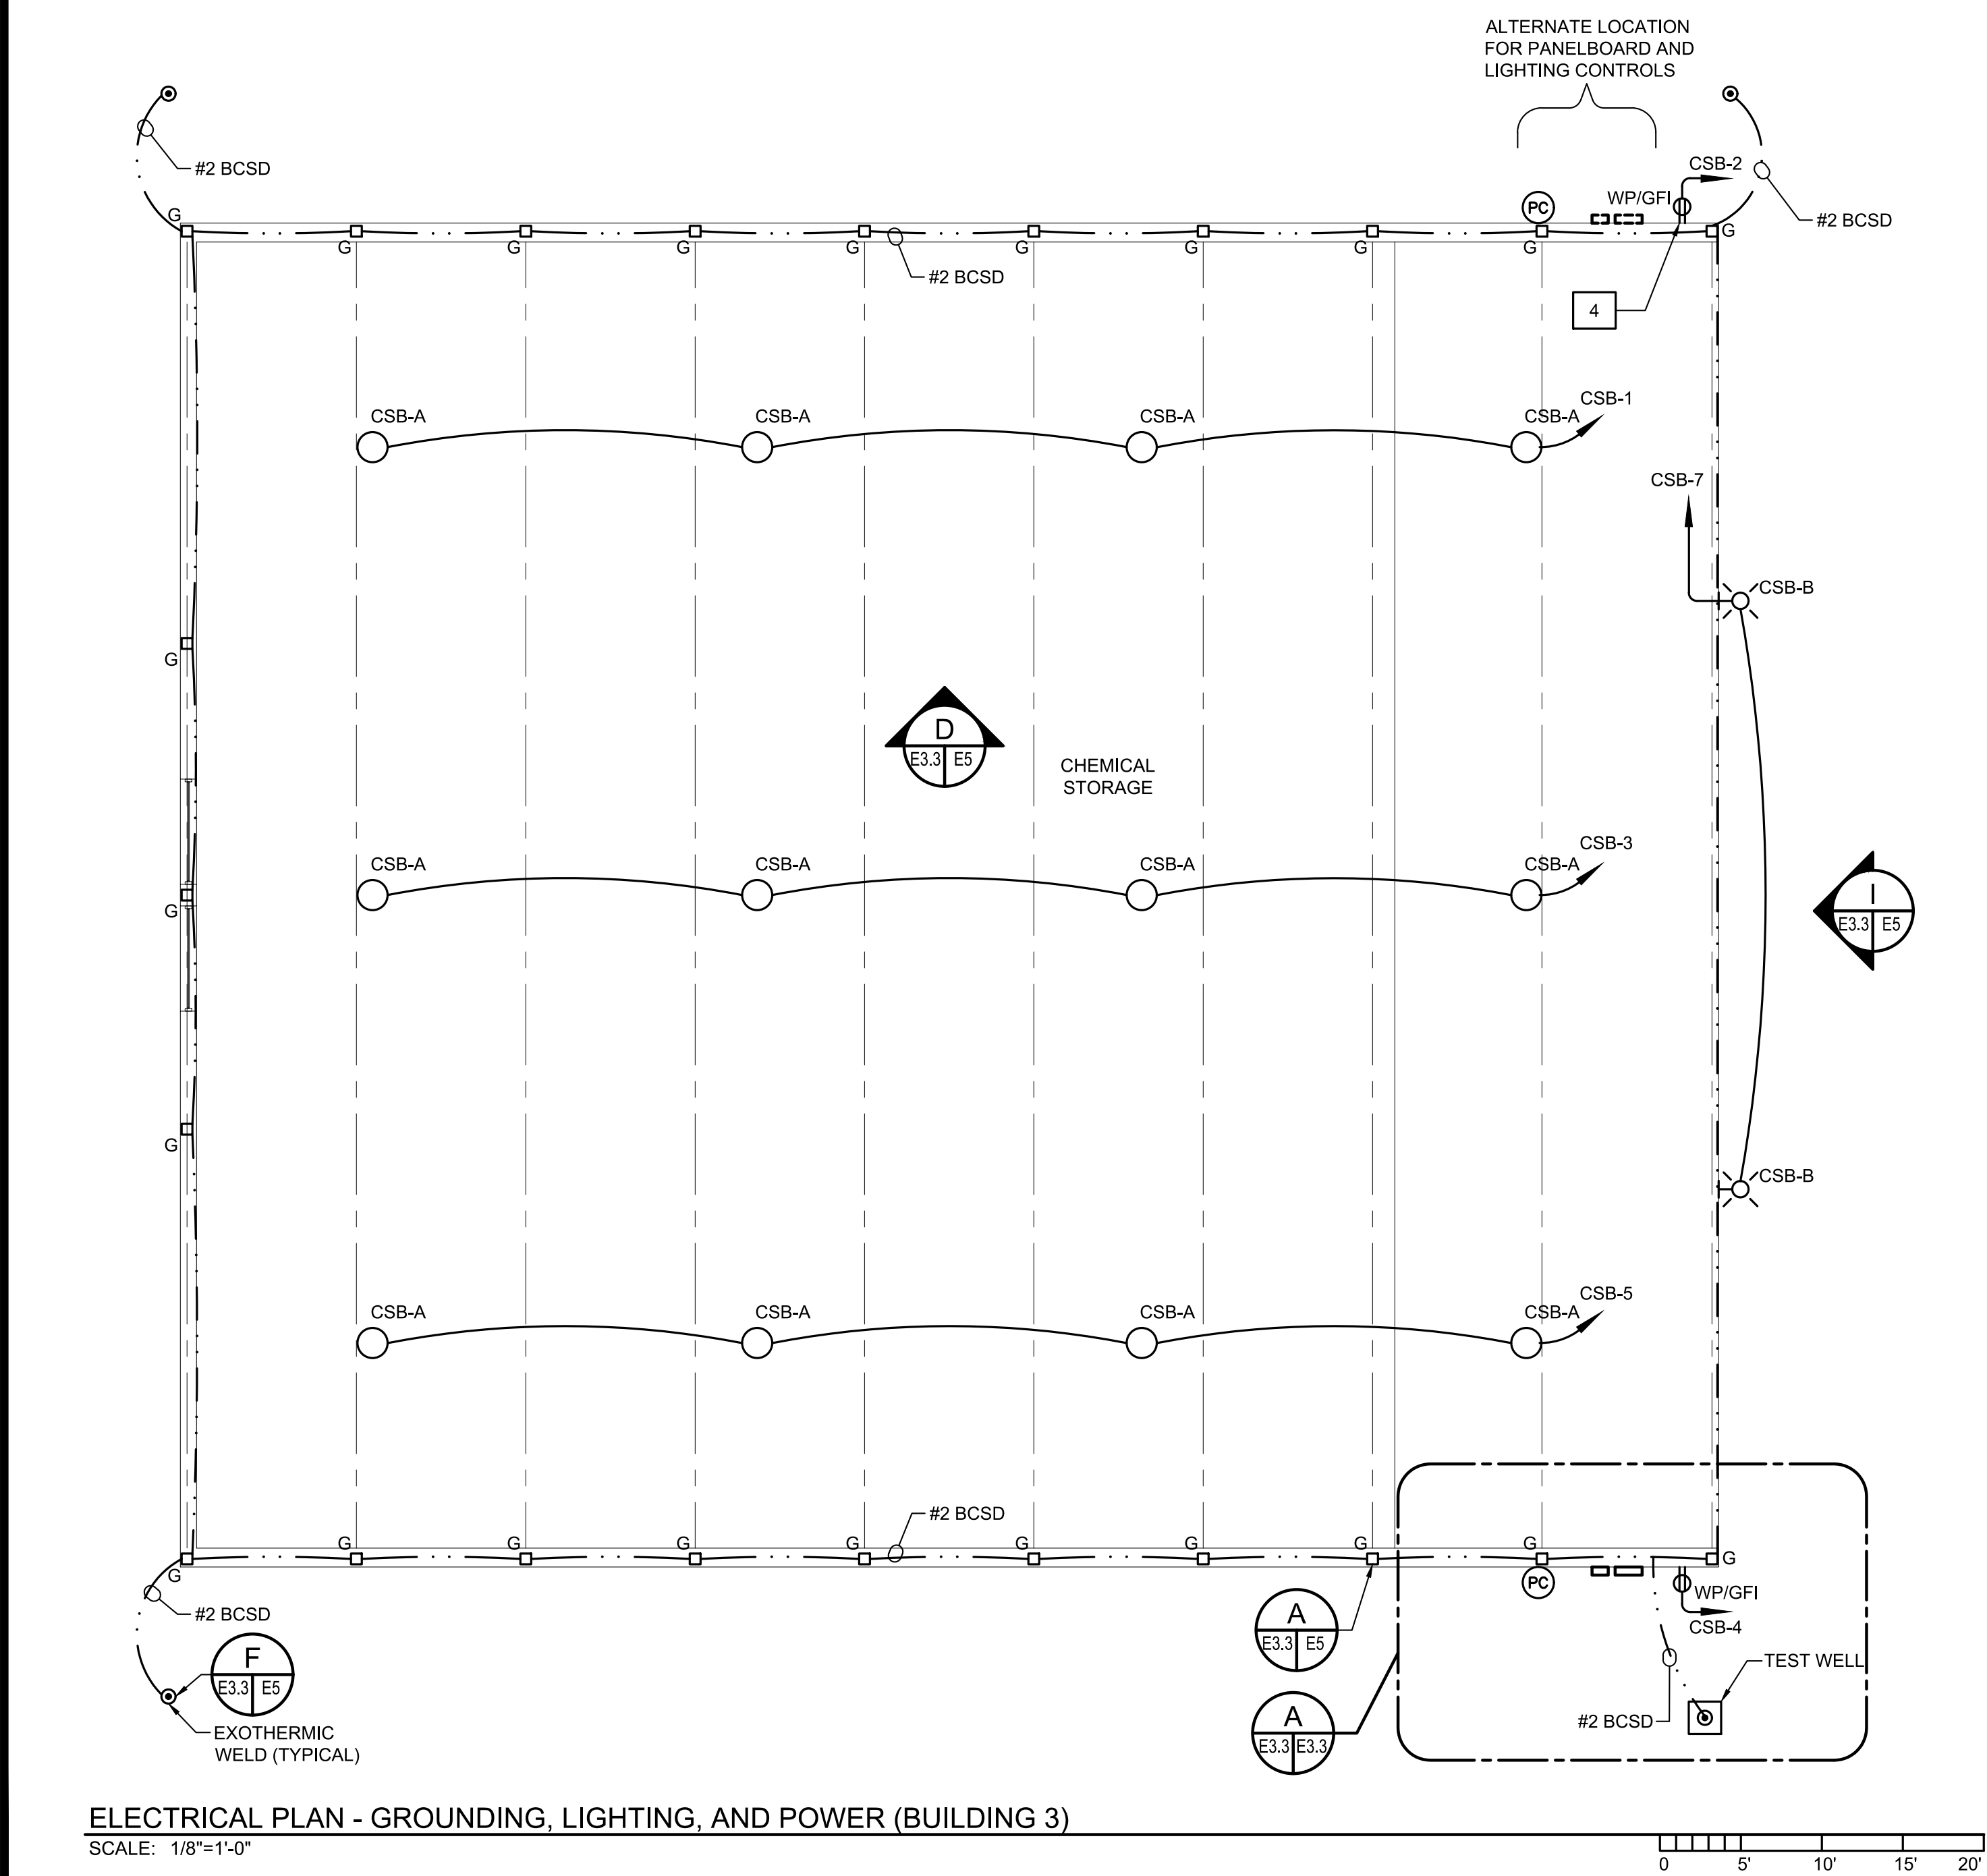 ALTERNATE LOCATION
FOR PANELBOARD AND
LIGHTING CONTROLS
#2 BCSD
CSB-2
WP/GFI
PC
#2 BCSD
G
G
G
G
G
G
G
G
G
G
#2 BCSD
4
CSB-A
CSB-A
CSB-A
CSB-A
CSB-1
CSB-7
CSB-B
G
D
E3.3 E5
CHEMICAL
STORAGE
CSB-A
CSB-A
CSB-A
CSB-A
CSB-3
G
I
E3.3 E5
G
CSB-B
CSB-A
CSB-A
CSB-A
CSB-A
CSB-5
#2 BCSD
G
G
G
G
G
G
G
G
G
G
PC
WP/GFI
CSB-4
#2 BCSD
A
E3.3 E5
F
E3.3 E5
TEST WELL
#2 BCSD
A
E3.3 E3.3
EXOTHERMIC
WELD (TYPICAL)
ELECTRICAL PLAN - GROUNDING, LIGHTING, AND POWER (BUILDING 3)
SCALE: 1/8"=1'-0"
0 5' 10' 15' 20'